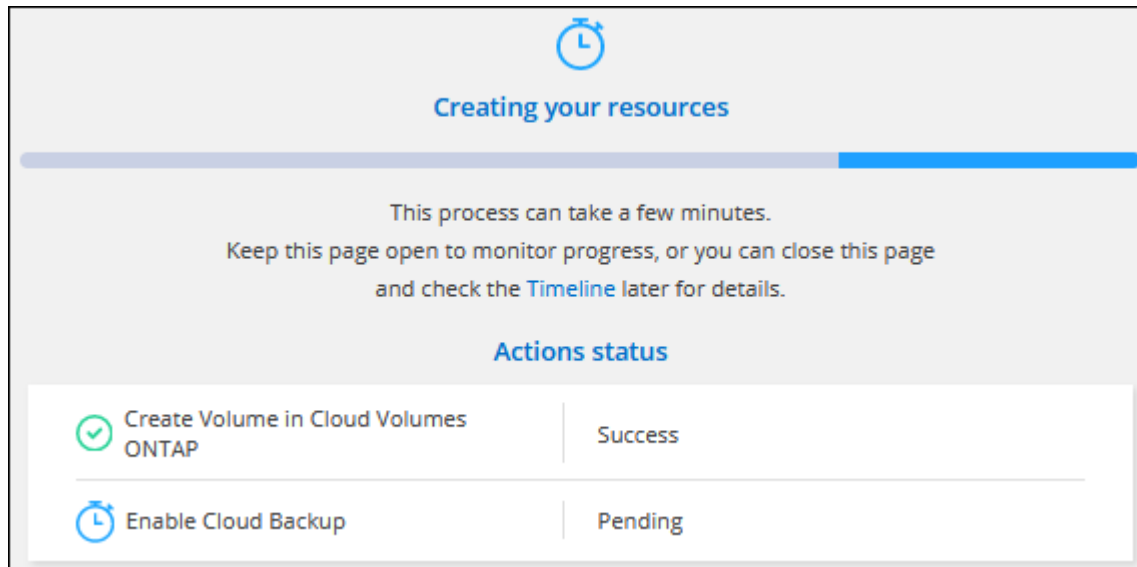 Creating your resources
This process can take a few minutes.
Keep this page open to monitor progress, or you can close this page
and check the Timeline later for details.
Actions status
Create Volume in Cloud Volumes
ONTAP
Success
Enable Cloud Backup
Pending